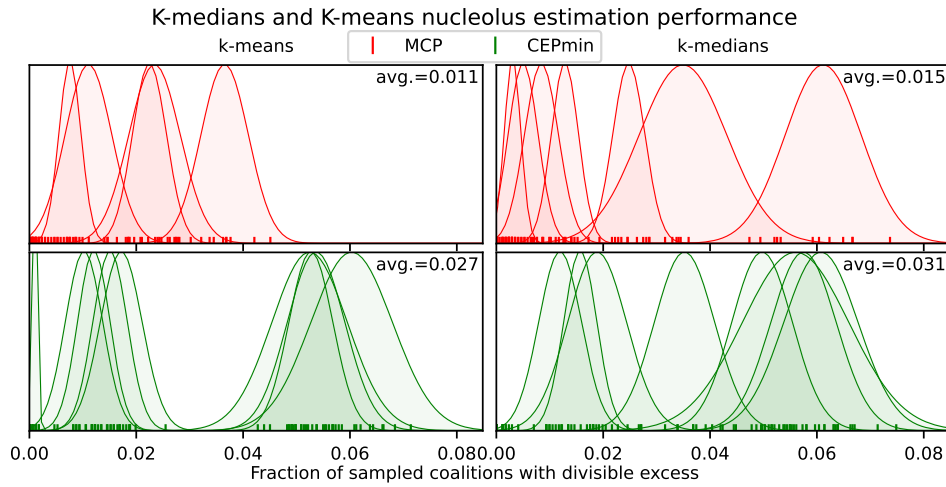 K-medians and K-means nucleolus estimation performance
k-means MCP CEPmin k-medians
avg.=0.011 avg.=0.015
avg.=0.027 avg.=0.031
0.00 0.02 0.04 0.06 0.08 0.00 0.02 0.04 0.06 0.08
Fraction of sampled coalitions with divisible excess